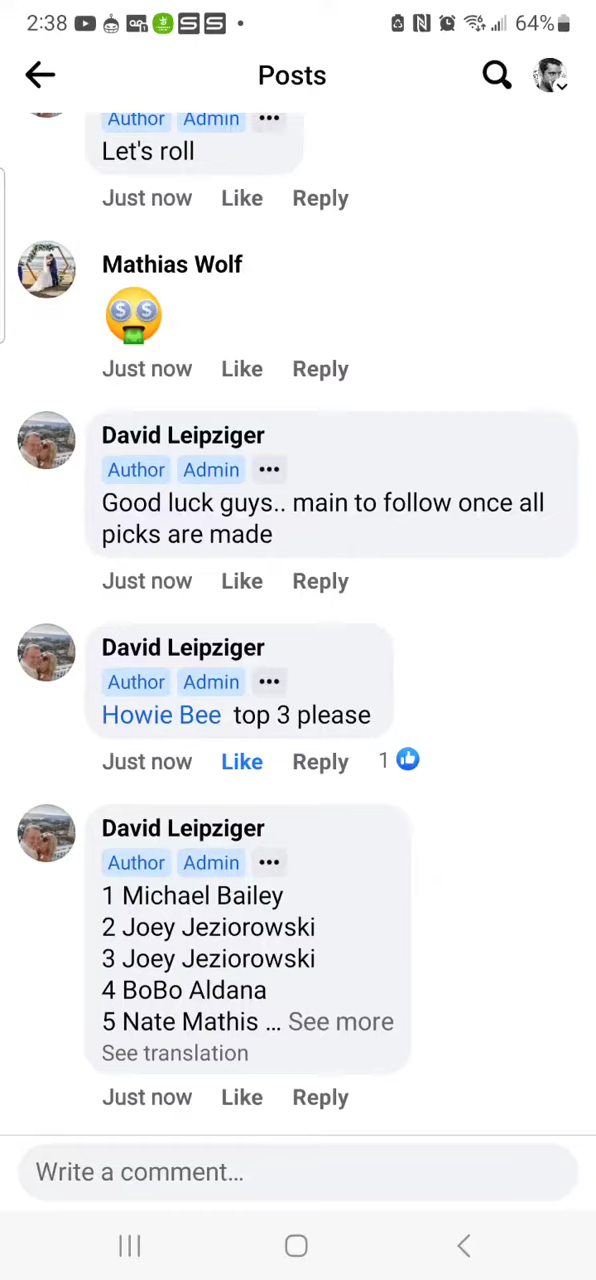 2:38
64%
Posts
Author Admin •••
Let's roll
Just now Like Reply
Mathias Wolf
Just now Like Reply
David Leipziger
Author Admin •••
Good luck guys.. main to follow once all
picks are made
Just now Like Reply
David Leipziger
Author Admin •••
Howie Bee top 3 please
Just now Like Reply 1
David Leipziger
Author Admin •••
1 Michael Bailey
2 Joey Jeziorowski
3 Joey Jeziorowski
4 BoBo Aldana
5 Nate Mathis ... See more
See translation
Just now Like Reply
Write a comment...